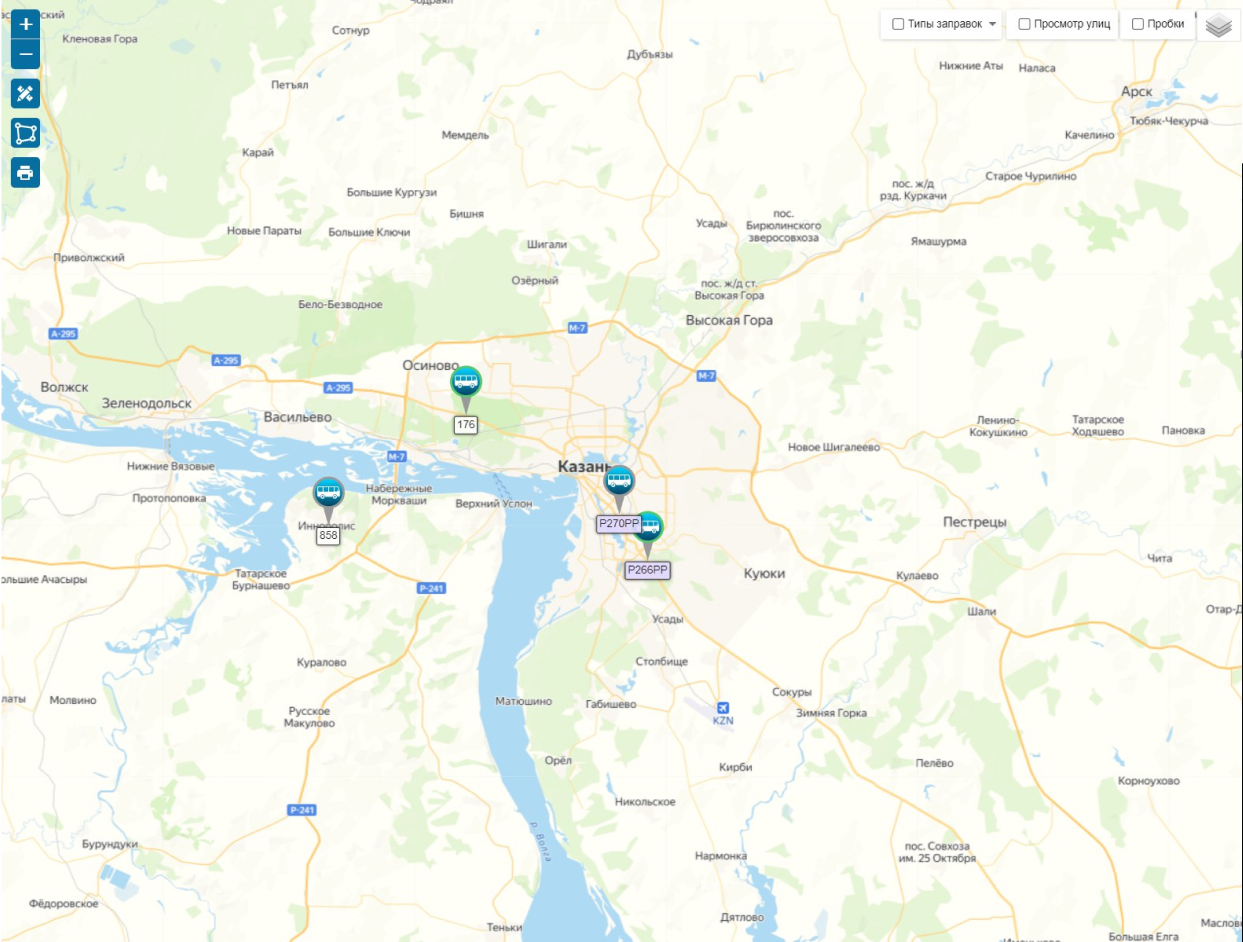 Кленовая Гора
Сотнур
Типы заправок
Просмотр улиц
Пробки
Дубъязы
Нижние Аты
Наласа
Петъял
Арск
Тюбяк-Чекурча
Мемдель
Качелино
Карай
Большие Кургузи
пос. ж/д
рзд. Куркачи
Старое Чурилино
Бишня
Новые Параты
Большие Ключи
Усады
пос.
Бирюлинского
зверосовхоза
Шигали
Ямашурма
Приволжский
Озёрный
пос. ж/д ст.
Высокая Гора
Бело-Безводное
Высокая Гора
М-7
А-295
А-295
Осиново
М-7
Волжск
А-295
Зеленодольск
Васильево
176
Ленино-
Кокушкино
Татарское
Ходяшево
Пановка
Новое Шигалеево
М-7
Нижние Вязовые
Казань
Набережные
Моркваши
Протопоповка
Верхний Услон
858
P270PP
Пестрецы
Чита
P266PP
Татарское
Бурнашево
Р-241
Куюки
Кулаево
Шали
Усады
Куралово
Столбище
Молвино
Матюшино
Габишево
Сокуры
Русское
Макулово
KZN
Зимняя Горка
Орёл
Кирби
Пелёво
Корноухово
Р-241
Никольское
р. Волга
Бурундуки
Нармонка
пос. Совхоза
им. 25 Октября
Фёдоровское
Теньки
Дятлово
Большая Елга